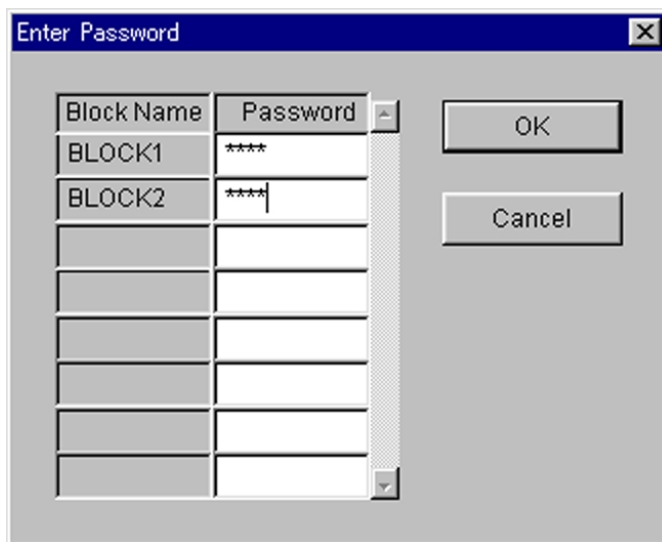 Enter Password
Block Name Password
OK
BLOCK1 ****
BLOCK2 ****
Cancel